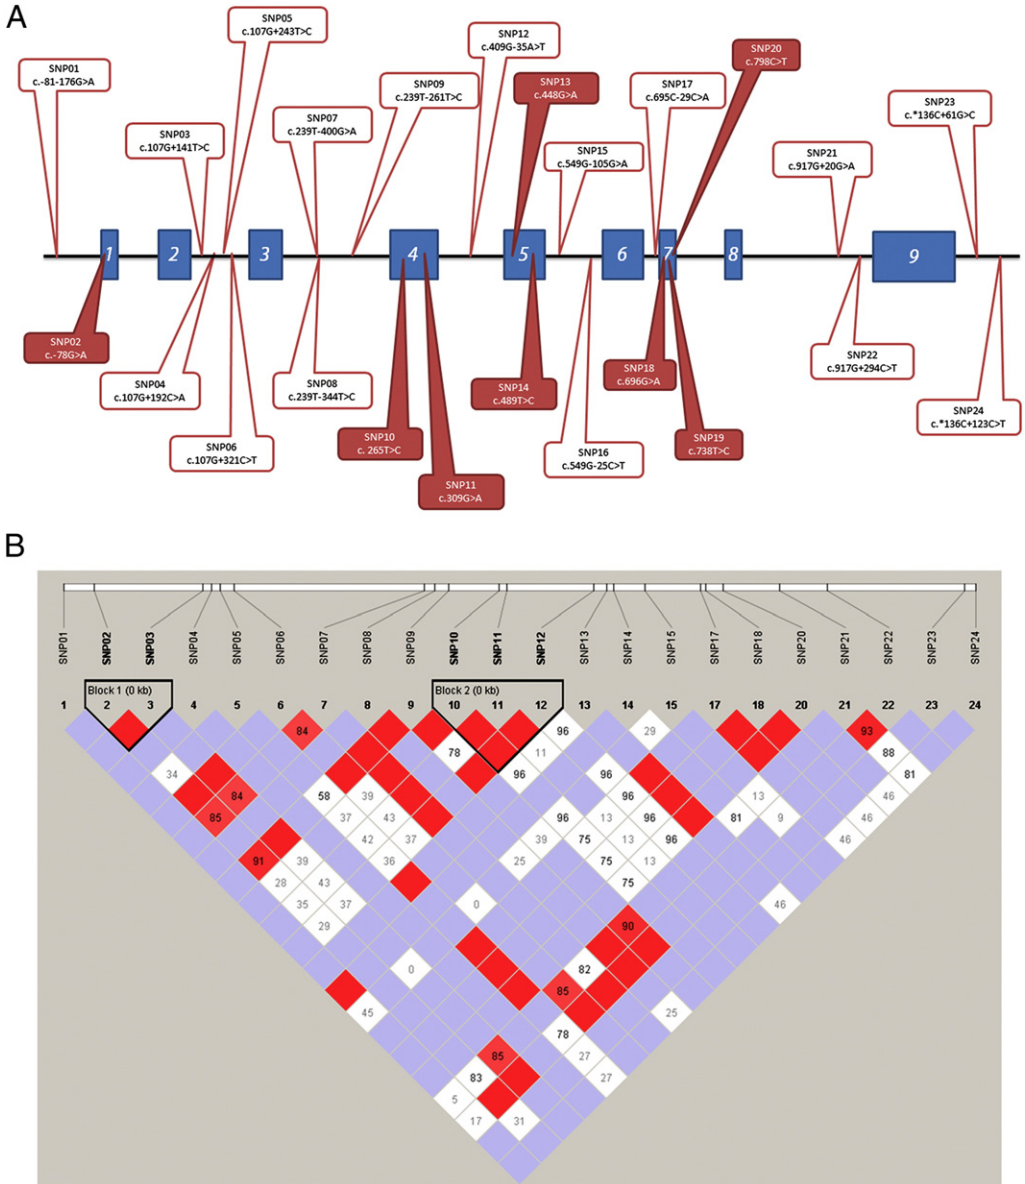 A
SNP01
c.-81-176G>A
SNP03
c.107G+141T>C
SNP05
c.107G+243T>C
SNP07
c.239T-400G>A
SNP09
c.239T-261T>C
SNP12
c.409G-35A>T
SNP13
c.448G>A
SNP15
c.549G-105G>A
SNP17
c.695C-29C>A
SNP20
c.798C>T
SNP21
c.917G+20G>A
SNP23
c.*136C+61G>C
1 2 3 4 5 6 7 8 9
SNP02
c.-78G>A
SNP04
c.107G+192C>A
SNP06
c.107G+321C>T
SNP08
c.239T-344T>C
SNP10
c. 265T>C
SNP11
c.309G>A
SNP14
c.489T>C
SNP16
c.549G-25C>T
SNP18
c.696G>A
SNP19
c.738T>C
SNP22
c.917G+294C>T
SNP24
c.*136C+123C>T
B
SNP01 SNP02 SNP03 SNP04 SNP05 SNP06 SNP07 SNP08 SNP09 SNP10 SNP11 SNP12 SNP13 SNP14 SNP15 SNP17 SNP18 SNP20 SNP21 SNP22 SNP23 SNP24
Block 1 (0 kb) Block 2 (0 kb)
1 2 3 4 5 6 7 8 9 10 11 12 13 14 15 17 18 20 21 22 23 24
84 96 29 93
78 11 88
34 96 96 81
84 58 39 96 13 46
85 37 43 96 13 96 81 9 46
42 37 39 75 13 96 46
91 39 36 25 75 13
28 43 75
35 37 0 46
29 90
0 82
85
45 25
78
85 27
83 27
5
17 31